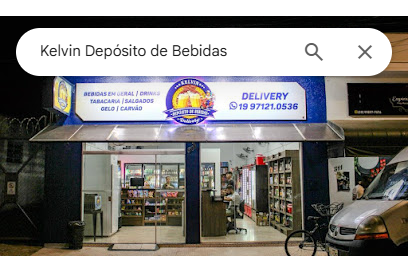 Kelvin Depósito de Bebidas
BEBIDAS EM GERAL | DRINKS
TABACARIA | SALGADOS
GELO | CARVÃO
KELVIN
DEPÓSITO DE BEBIDAS
Delivery
DELIVERY
19 97121.0536